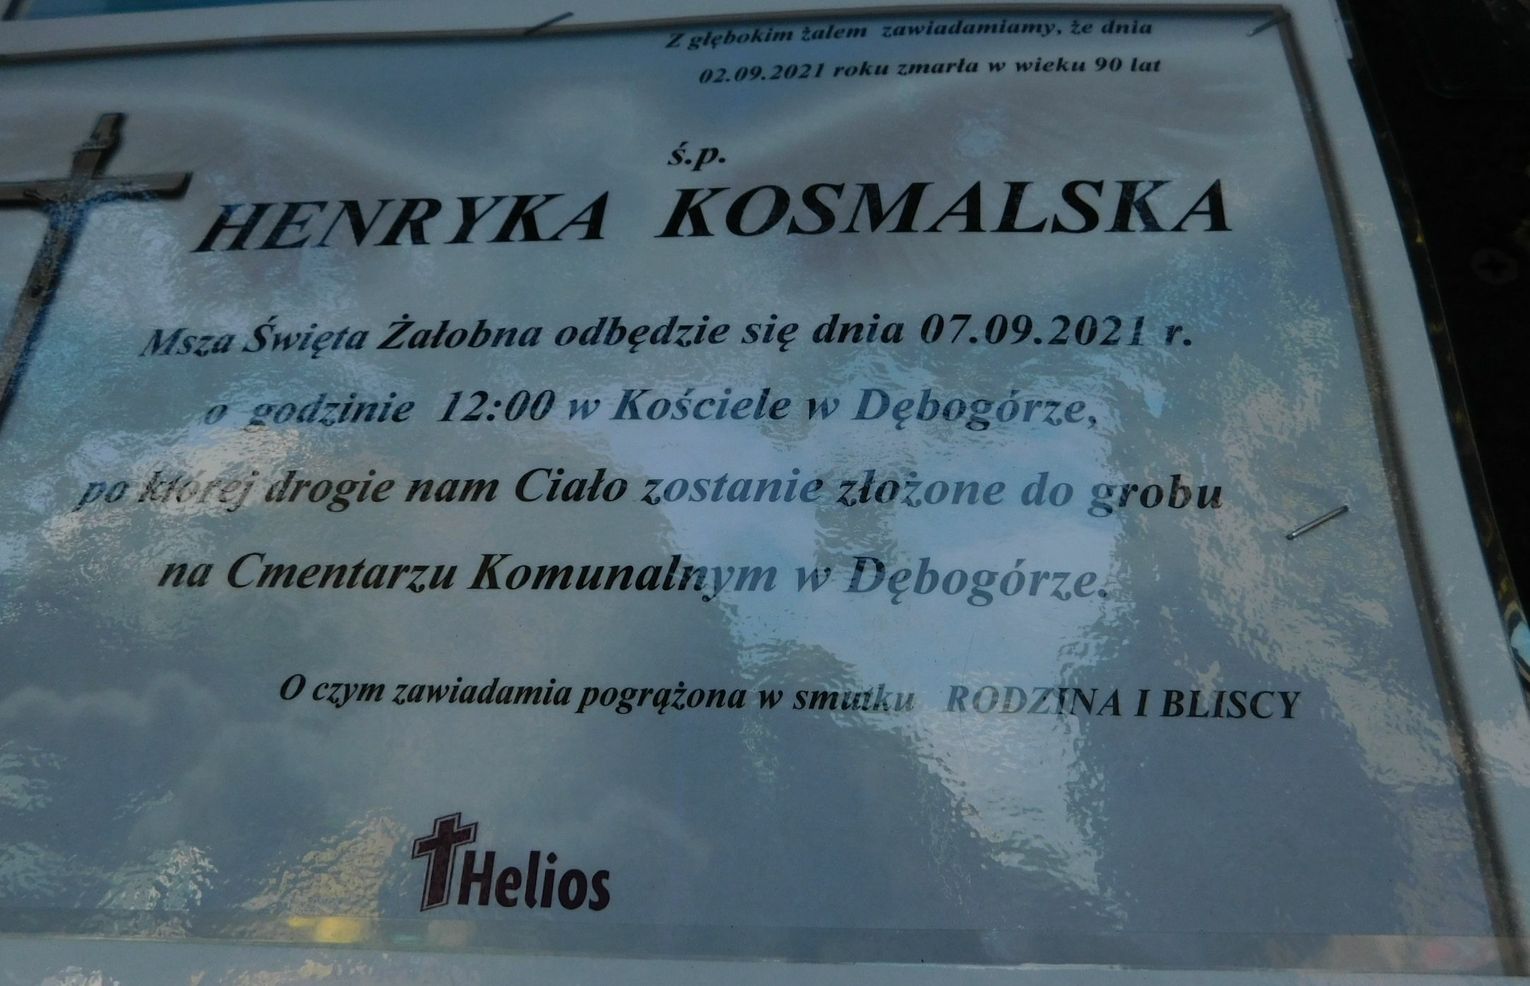 Z głębokim żalem zawiadamiamy, że dnia
02.09.2021 roku zmarła w wieku 90 lat
ś.p.
HENRYKA KOSMALSKA
Msza Święta Żałobna odbędzie się dnia 07.09.2021 r.
o godzinie 12:00 w Kościele w Dębogórze,
po której drogie nam Ciało zostanie złożone do grobu
na Cmentarzu Komunalnym w Dębogórze.
O czym zawiadamia pogrążona w smutku RODZINA I BLISCY
Helios